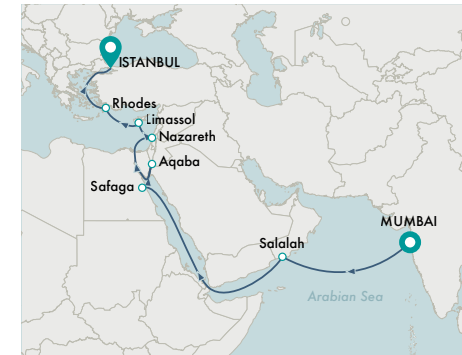 ISTANBUL
Rhodes
Limassol
Nazareth
Aqaba
Safaga
MUMBAI
Salalah
Arabian Sea